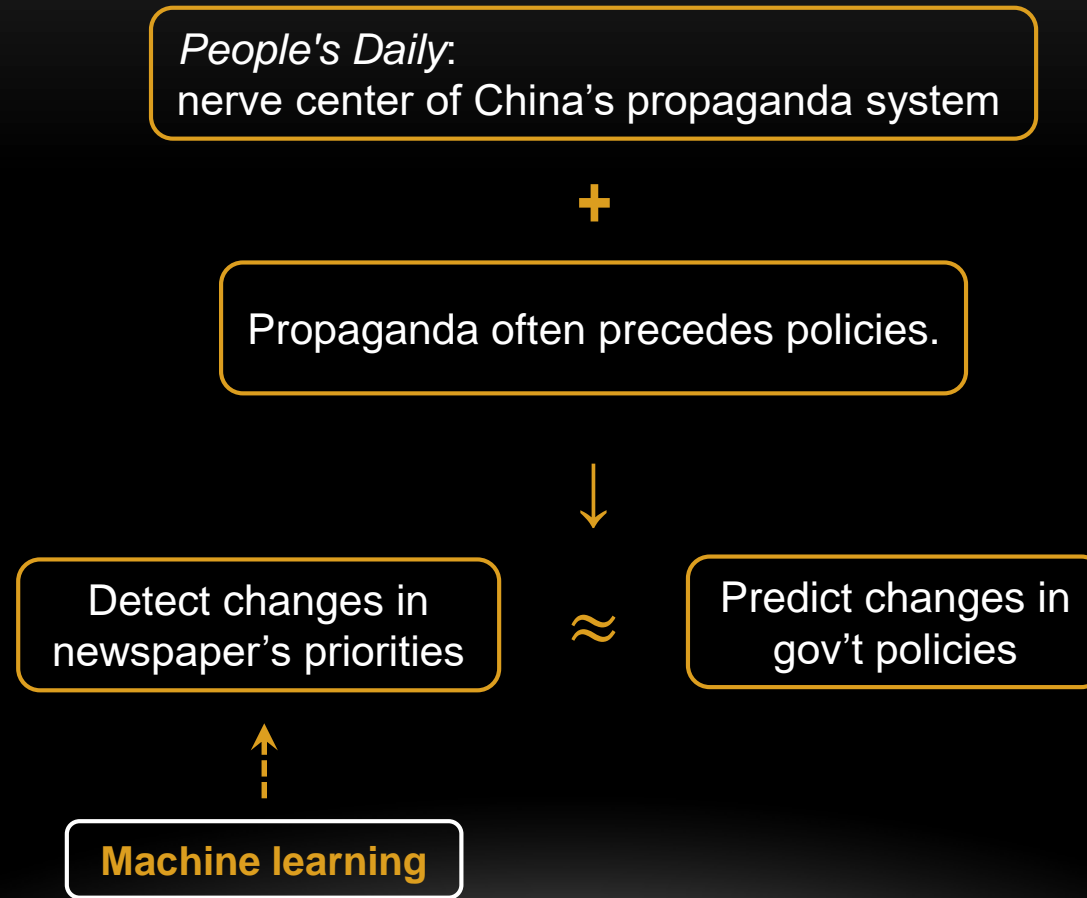 People's Daily:
nerve center of China’s propaganda system
+
Propaganda often precedes policies.
↓
Detect changes in
newspaper’s priorities
≈
Predict changes in
gov’t policies
Machine learning